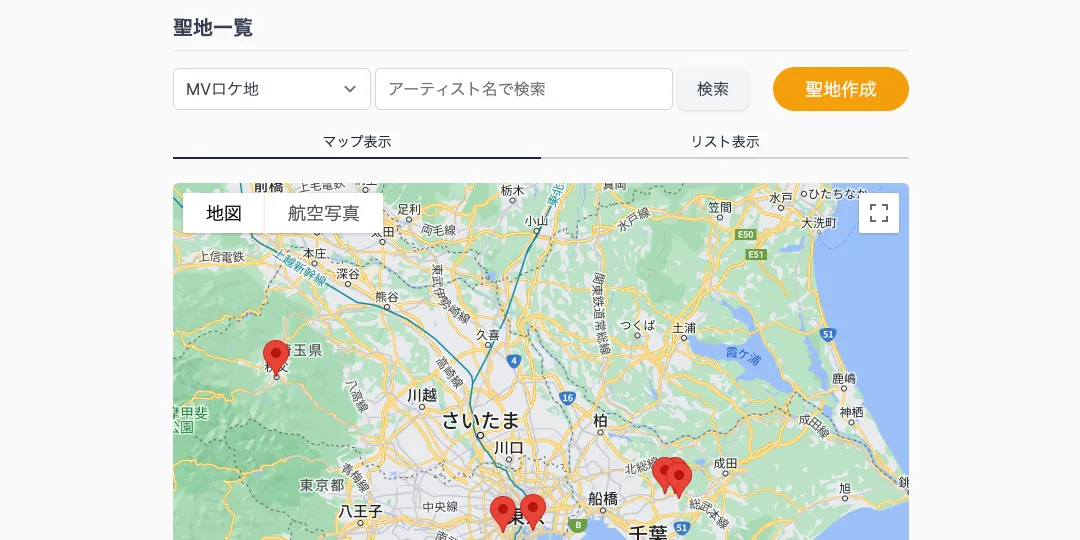 聖地一覧
MVロケ地
アーティスト名で検索
検索
聖地作成
マップ表示
リスト表示
地図
航空写真
前橋
上毛電鉄
栃木
水戸
ひたちなか
足利
小山
笠間
水戸線
大洗町
太田
両毛線
E50
E51
上信電鉄
本庄
上越新幹線
深谷
東武伊勢崎線
関東鉄道常総線
熊谷
久喜
つくば
土浦
51
4
霞ケ浦
埼玉県
高崎線
鹿嶋
八高線
川越
16
さいたま
柏
神栖
成田線
川口
北総線
成田
青梅線
東京都
中央線
船橋
旭
八王子
総武本線
B
千葉
51